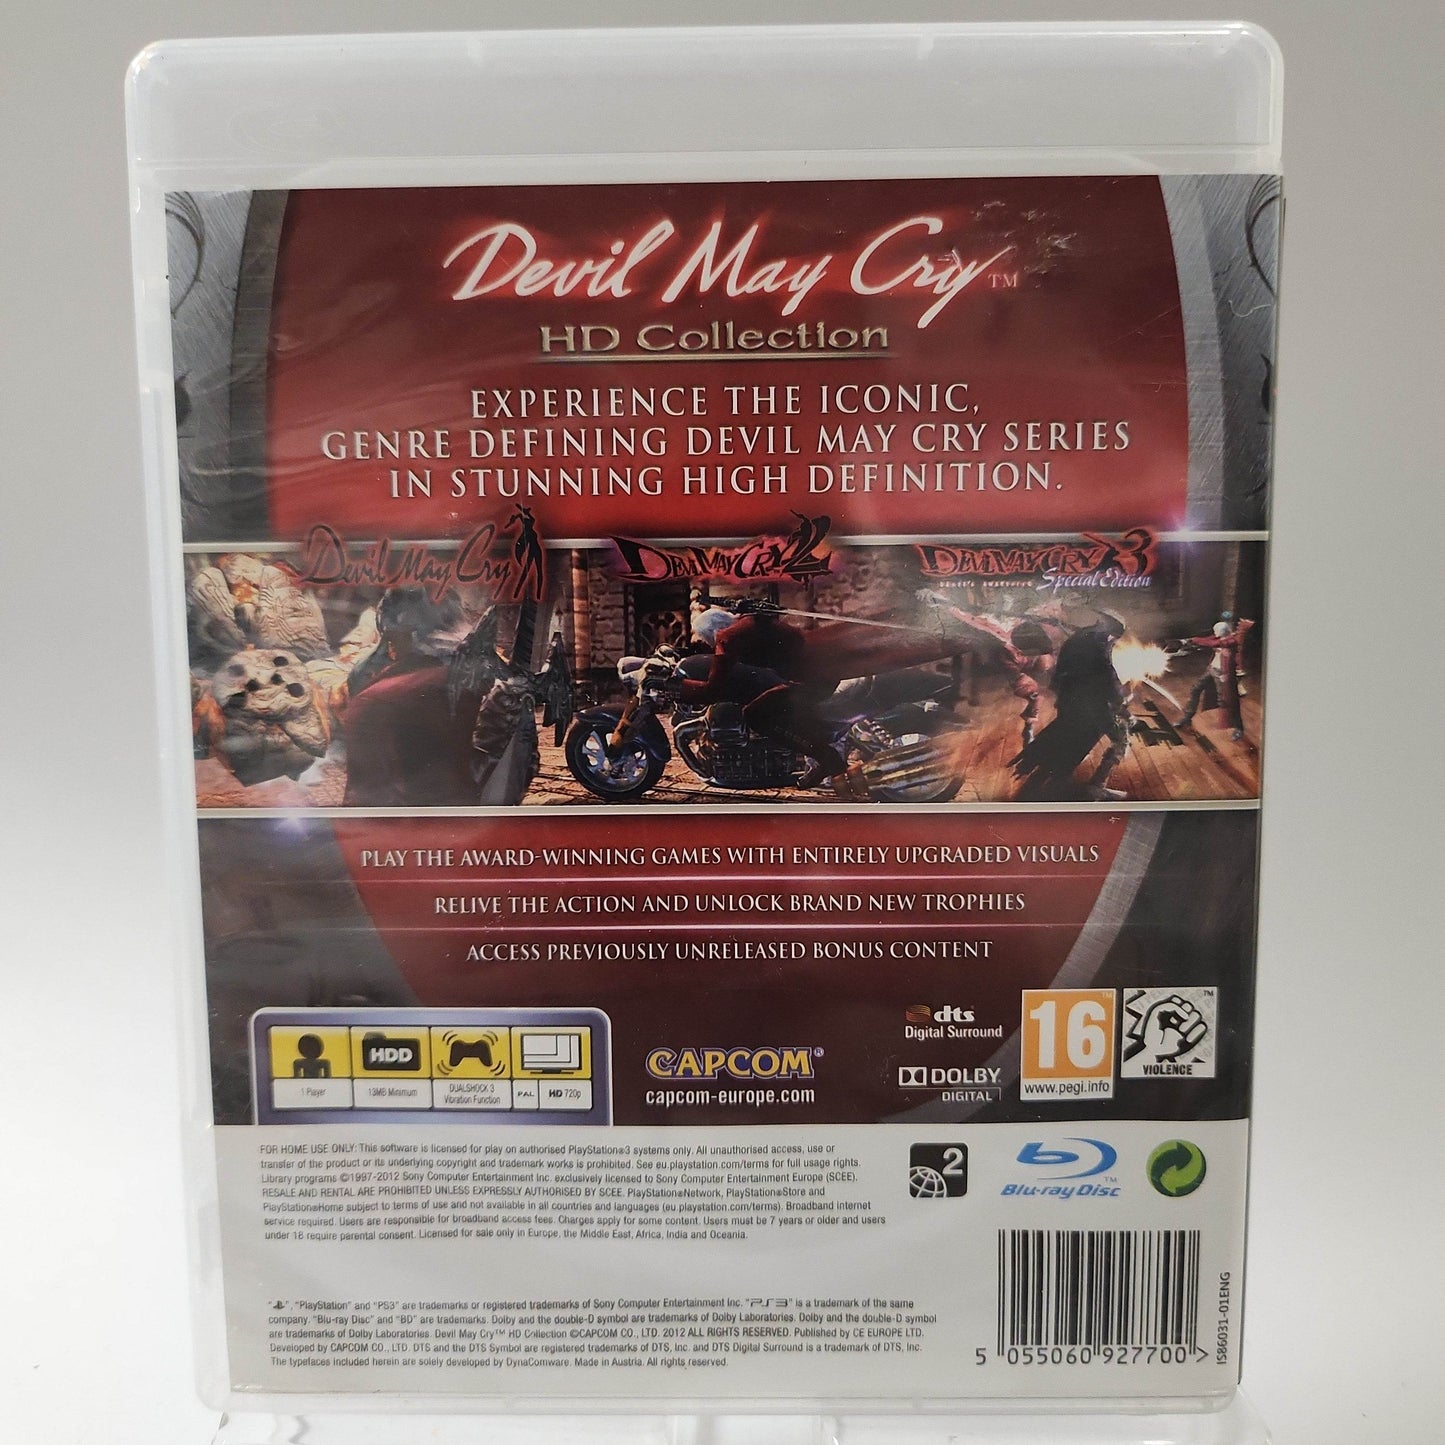 Devil May Cry™
HD Collection
EXPERIENCE THE ICONIC,
GENRE DEFINING DEVIL MAY CRY SERIES
IN STUNNING HIGH DEFINITION.
Devil May Cry
DEVIL MAY CRY 2
DEVIL MAY CRY 3
Special Edition
PLAY THE AWARD-WINNING GAMES WITH ENTIRELY UPGRADED VISUALS
RELIVE THE ACTION AND UNLOCK BRAND NEW TROPHIES
ACCESS PREVIOUSLY UNRELEASED BONUS CONTENT
HDD
1 Player
13MB Minimum
DUALSHOCK 3
Vibration Function
PAL
HD 720p
CAPCOM®
capcom-europe.com
dts
Digital Surround
DOLBY
DIGITAL
16
www.pegi.info
VIOLENCE
FOR HOME USE ONLY: This software is licensed for play on authorised PlayStation®3 systems only. All unauthorised access, use or
transfer of the product or its underlying copyright and trademark works is prohibited. See eu.playstation.com/terms for full usage rights.
Library programs ©1997-2012 Sony Computer Entertainment Inc. exclusively licensed to Sony Computer Entertainment Europe (SCEE).
RESALE AND RENTAL ARE PROHIBITED UNLESS EXPRESSLY AUTHORISED BY SCEE. PlayStation®Network, PlayStation®Store and
PlayStation®Home subject to terms of use and not available in all countries and languages (eu.playstation.com/terms). Broadband internet
service required. Users are responsible for broadband access fees. Charges apply for some content. Users must be 7 years or older and users
under 18 require parental consent. Licensed for sale only in Europe, the Middle East, Africa, India and Oceania.
2
Blu-ray Disc™
", "PlayStation" and "PS3" are trademarks or registered trademarks of Sony Computer Entertainment Inc. "PS3" is a trademark of the same
company. "Blu-ray Disc" and "BD" are trademarks. Dolby and the double-D symbol are trademarks of Dolby Laboratories. Dolby and the double-D symbol
are trademarks of Dolby Laboratories. Devil May Cry™ HD Collection ©CAPCOM CO., LTD. 2012 ALL RIGHTS RESERVED. Published by CE EUROPE LTD.
Developed by CAPCOM CO., LTD. DTS and the DTS Symbol are registered trademarks of DTS, Inc. and DTS Digital Surround is a trademark of DTS, Inc.
The typefaces included herein are solely developed by DynaComware. Made in Austria. All rights reserved.
5 055060 927700 >
IS86031-01ENG